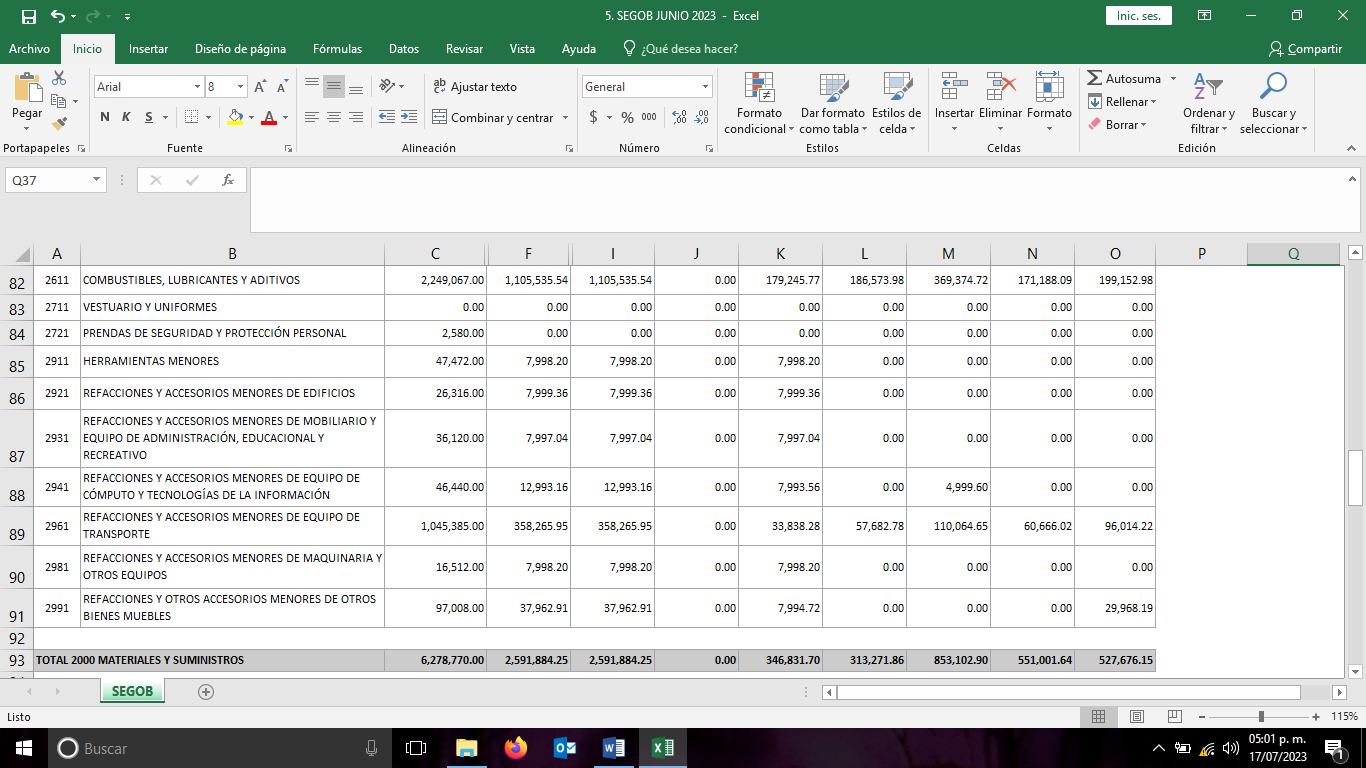 5. SEGOB JUNIO 2023 - Excel
Inic. ses.
Archivo Inicio Insertar Diseño de página Fórmulas Datos Revisar Vista Ayuda ¿Qué desea hacer? Compartir
Pegar
Arial 8
N K S
Ajustar texto
Combinar y centrar
General
$ % 000
Formato condicional
Dar formato como tabla
Estilos de celda
Insertar Eliminar Formato
Autosuma
Rellenar
Borrar
Ordenar y filtrar
Buscar y seleccionar
Portapapeles Fuente Alineación Número Estilos Celdas Edición
Q37 fx
A B C F I J K L M N O P Q
82 2611 COMBUSTIBLES, LUBRICANTES Y ADITIVOS 2,249,067.00 1,105,535.54 1,105,535.54 0.00 179,245.77 186,573.98 369,374.72 171,188.09 199,152.98
83 2711 VESTUARIO Y UNIFORMES 0.00 0.00 0.00 0.00 0.00 0.00 0.00 0.00 0.00
84 2721 PRENDAS DE SEGURIDAD Y PROTECCIÓN PERSONAL 2,580.00 0.00 0.00 0.00 0.00 0.00 0.00 0.00 0.00
85 2911 HERRAMIENTAS MENORES 47,472.00 7,998.20 7,998.20 0.00 7,998.20 0.00 0.00 0.00 0.00
86 2921 REFACCIONES Y ACCESORIOS MENORES DE EDIFICIOS 26,316.00 7,999.36 7,999.36 0.00 7,999.36 0.00 0.00 0.00 0.00
REFACCIONES Y ACCESORIOS MENORES DE MOBILIARIO Y
87 2931 EQUIPO DE ADMINISTRACIÓN, EDUCACIONAL Y 36,120.00 7,997.04 7,997.04 0.00 7,997.04 0.00 0.00 0.00 0.00
RECREATIVO
REFACCIONES Y ACCESORIOS MENORES DE EQUIPO DE
88 2941 CÓMPUTO Y TECNOLOGÍAS DE LA INFORMACIÓN 46,440.00 12,993.16 12,993.16 0.00 7,993.56 0.00 4,999.60 0.00 0.00
REFACCIONES Y ACCESORIOS MENORES DE EQUIPO DE
89 2961 TRANSPORTE 1,045,385.00 358,265.95 358,265.95 0.00 33,838.28 57,682.78 110,064.65 60,666.02 96,014.22
REFACCIONES Y ACCESORIOS MENORES DE MAQUINARIA Y
90 2981 OTROS EQUIPOS 16,512.00 7,998.20 7,998.20 0.00 7,998.20 0.00 0.00 0.00 0.00
REFACCIONES Y OTROS ACCESORIOS MENORES DE OTROS
91 2991 BIENES MUEBLES 97,008.00 37,962.91 37,962.91 0.00 7,994.72 0.00 0.00 0.00 29,968.19
92
93 TOTAL 2000 MATERIALES Y SUMINISTROS 6,278,770.00 2,591,884.25 2,591,884.25 0.00 346,831.70 313,271.86 853,102.90 551,001.64 527,676.15
SEGOB
Listo 115%
Buscar
05:01 p. m.
17/07/2023
1